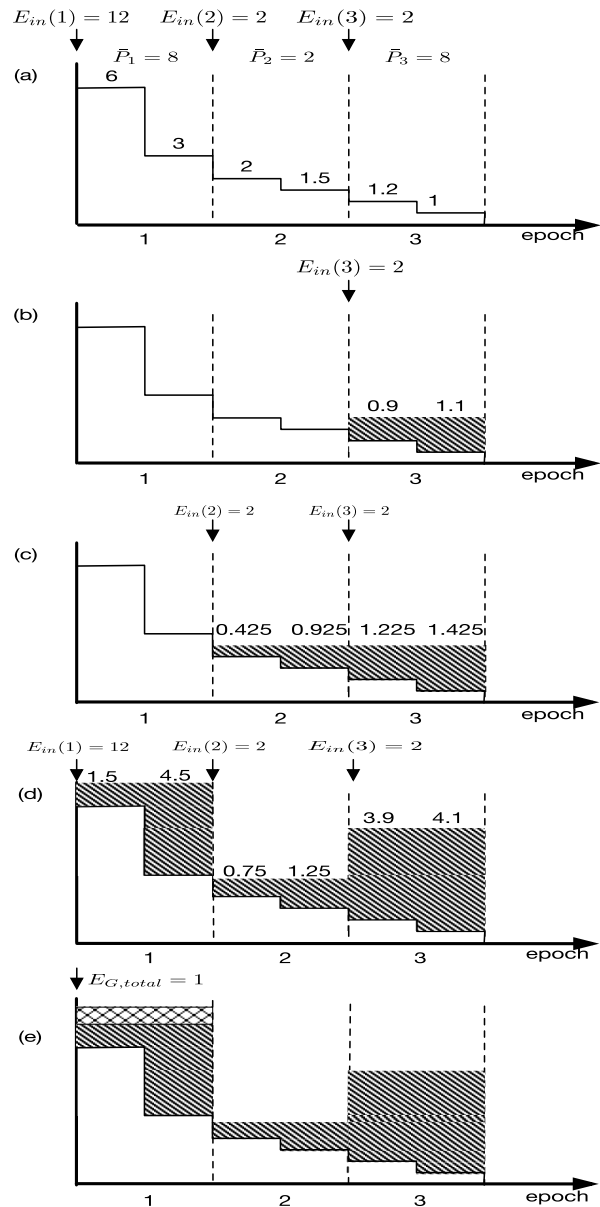 E_{in}(1) = 12 E_{in}(2) = 2 E_{in}(3) = 2
P̄_1 = 8 P̄_2 = 2 P̄_3 = 8
(a)
6
3
2
1.5
1.2
1
1 2 3
epoch
E_{in}(3) = 2
(b)
0.9 1.1
1 2 3
epoch
E_{in}(2) = 2 E_{in}(3) = 2
(c)
0.425 0.925 1.225 1.425
1 2 3
epoch
E_{in}(1) = 12 E_{in}(2) = 2 E_{in}(3) = 2
(d)
1.5 4.5
3.9 4.1
0.75 1.25
1 2 3
epoch
E_{G,total} = 1
(e)
1 2 3
epoch